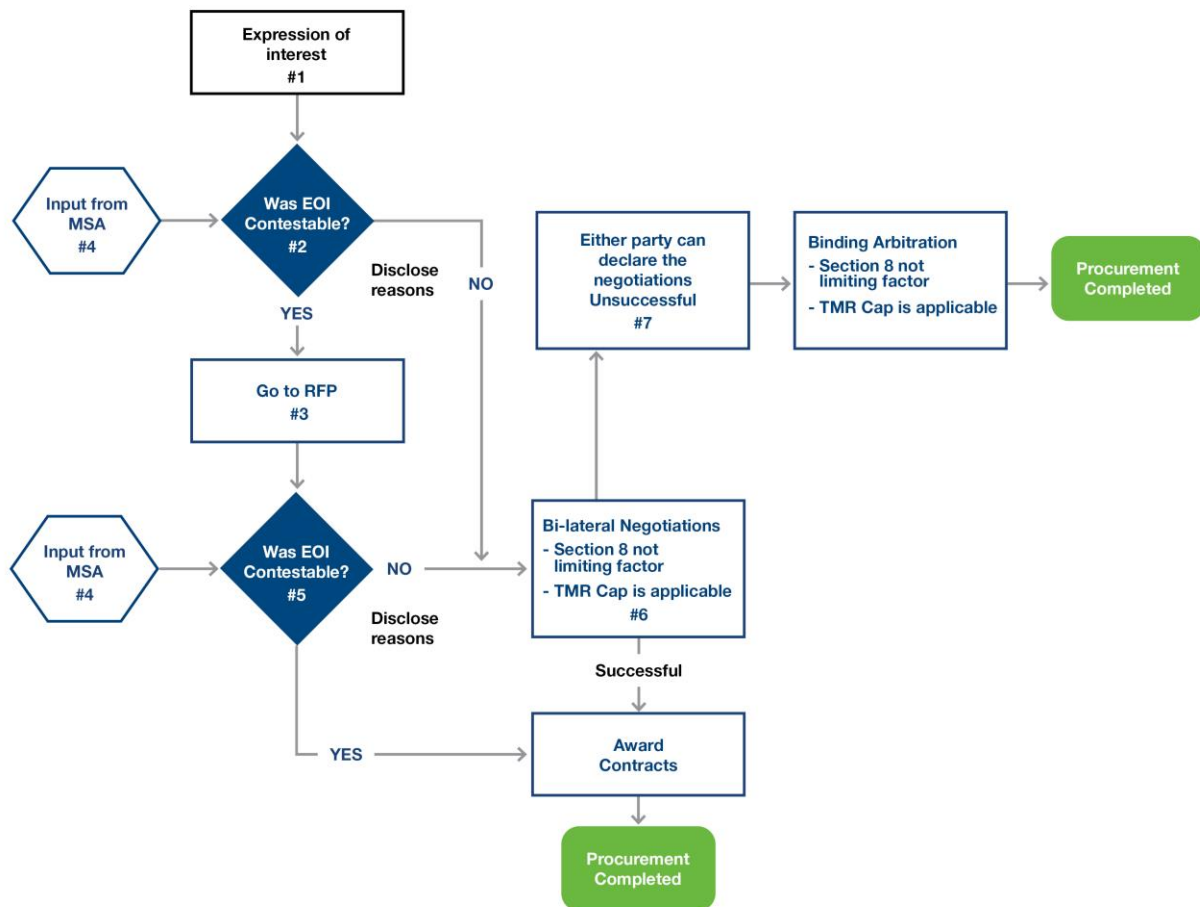 Expression of
interest
#1
Input from
MSA
#4
Was EOI
Contestable?
#2
Disclose
reasons
NO
YES
Either party can
declare the
negotiations
Unsuccessful
#7
Binding Arbitration
- Section 8 not
limiting factor
- TMR Cap is applicable
Procurement
Completed
Go to RFP
#3
Input from
MSA
#4
Was EOI
Contestable?
#5
NO
Disclose
reasons
Bi-lateral Negotiations
- Section 8 not
limiting factor
- TMR Cap is applicable
#6
Successful
YES
Award
Contracts
Procurement
Completed